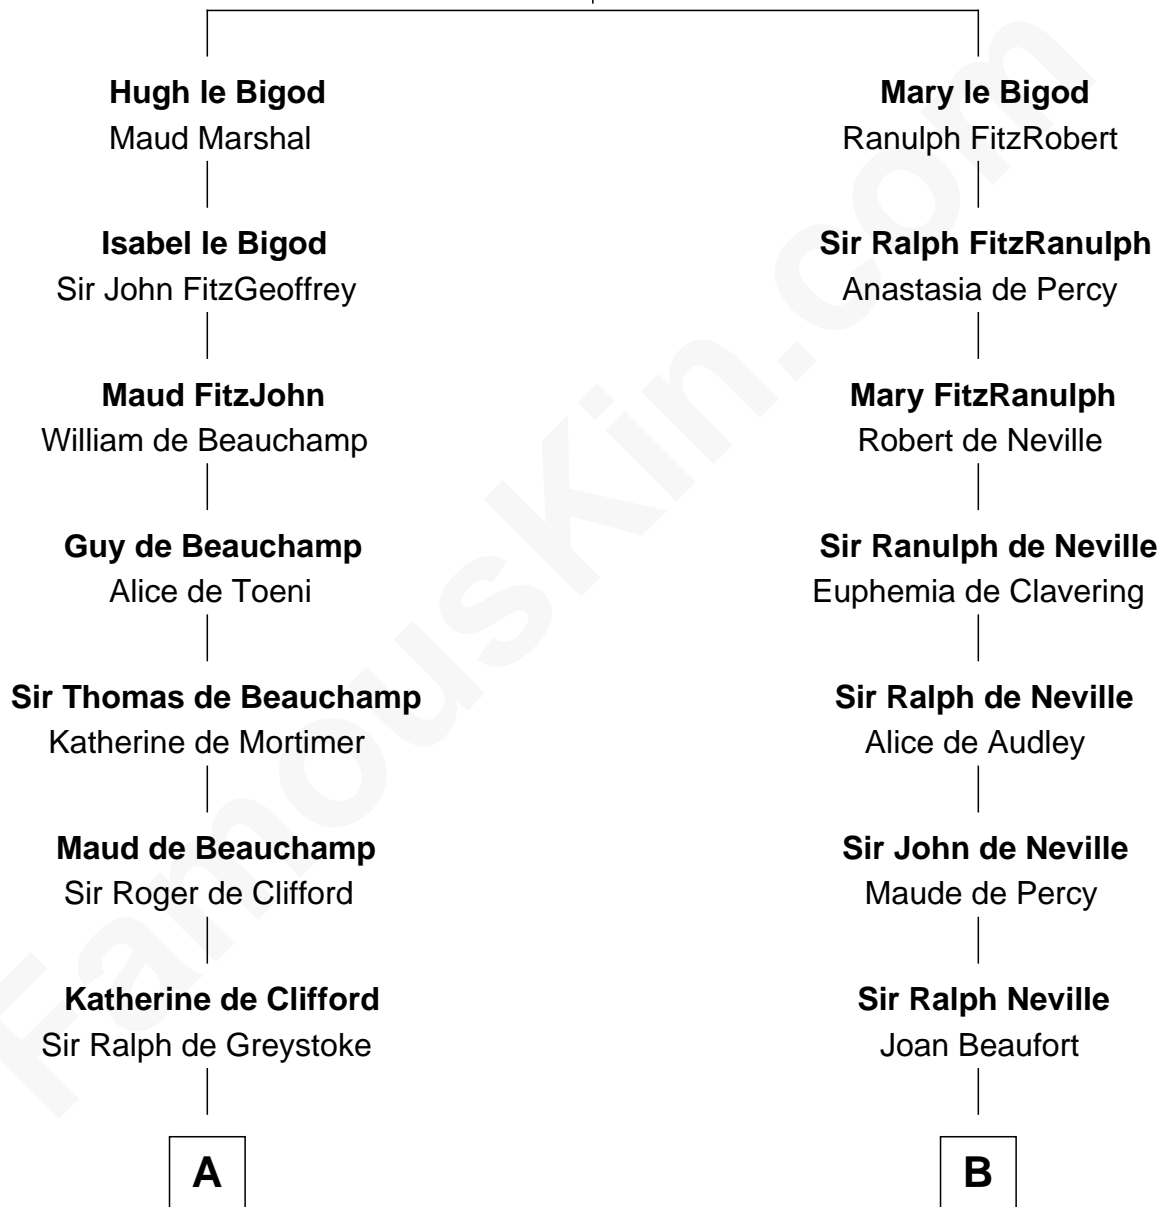 Hugh le Bigod
Maud Marshal
Isabel le Bigod
Sir John FitzGeoffrey
Maud FitzJohn
William de Beauchamp
Guy de Beauchamp
Alice de Toeni
Sir Thomas de Beauchamp
Katherine de Mortimer
Maud de Beauchamp
Sir Roger de Clifford
Katherine de Clifford
Sir Ralph de Greystoke
A
Mary le Bigod
Ranulph FitzRobert
Sir Ralph FitzRanulph
Anastasia de Percy
Mary FitzRanulph
Robert de Neville
Sir Ranulph de Neville
Euphemia de Clavering
Sir Ralph de Neville
Alice de Audley
Sir John de Neville
Maude de Percy
Sir Ralph Neville
Joan Beaufort
B
FamousKin.com